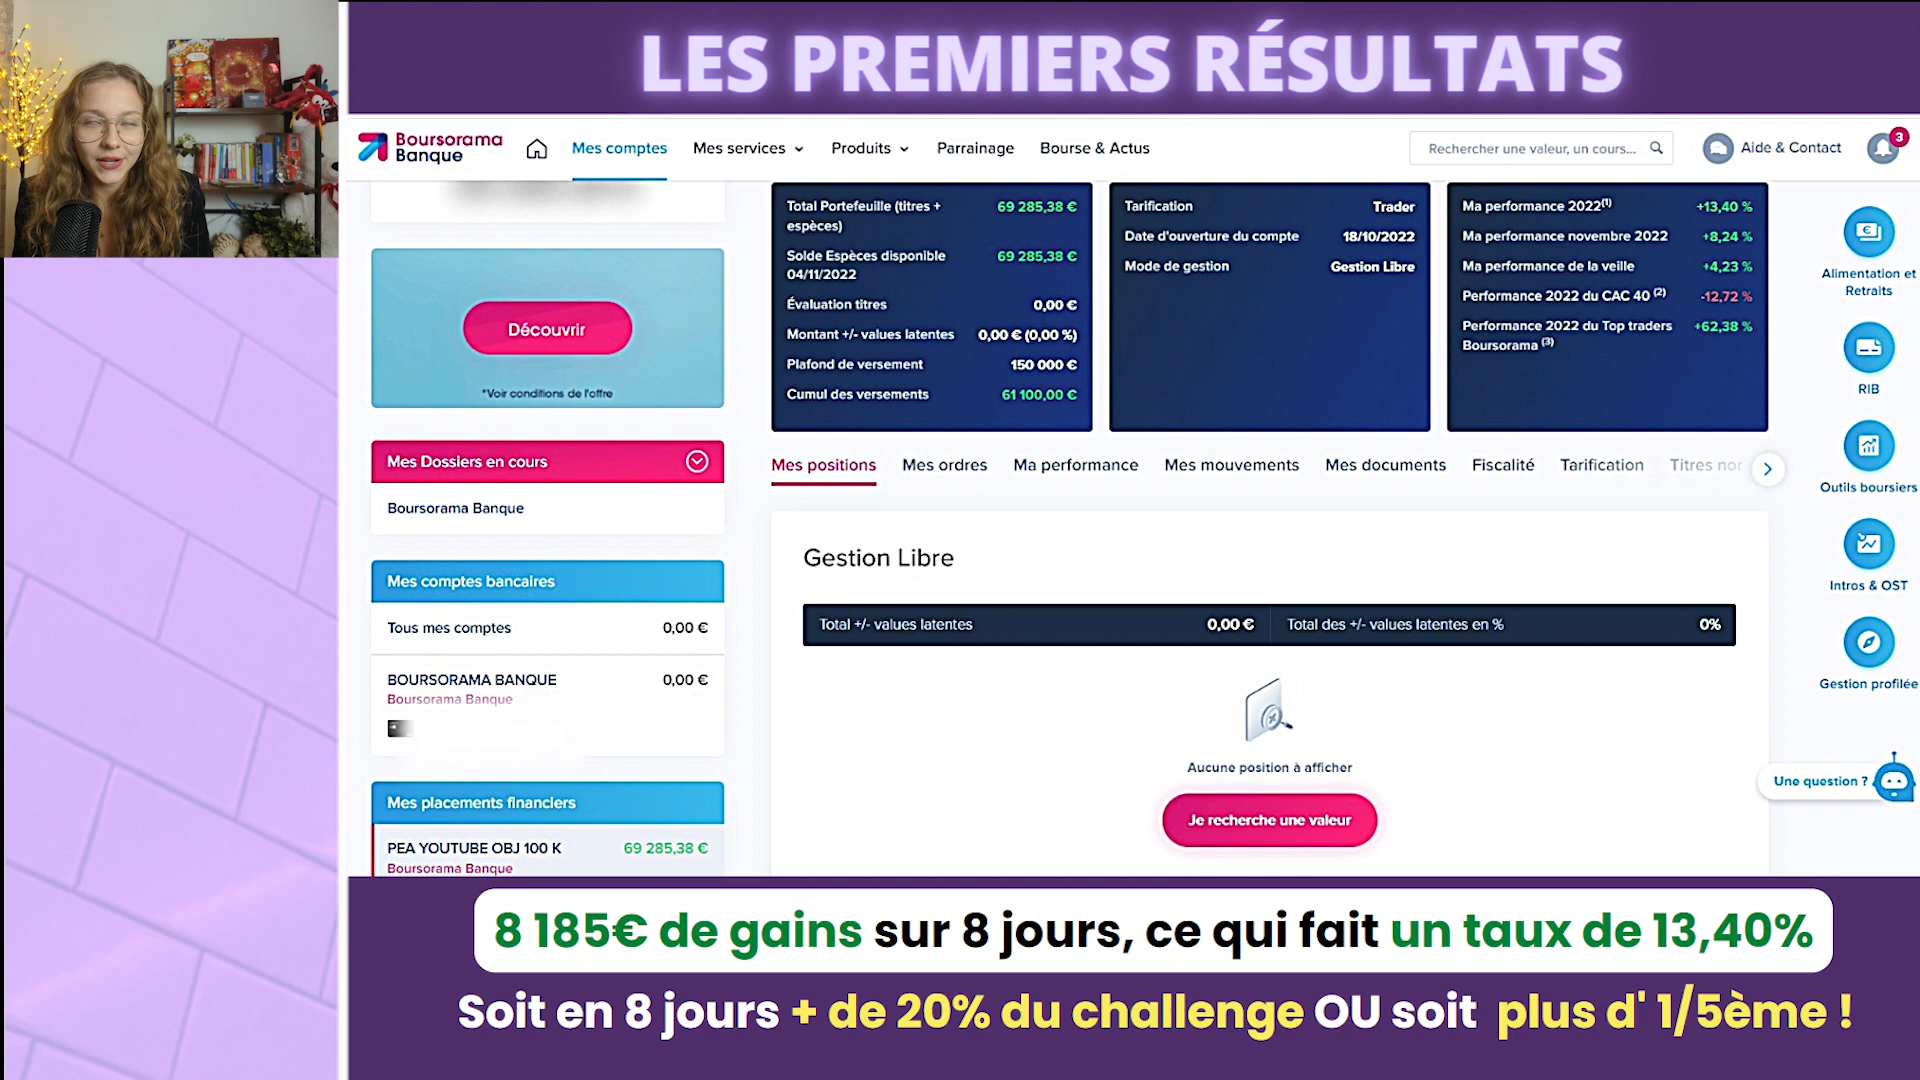 LES PREMIERS RÉSULTATS
Boursorama
Banque
Mes comptes
Mes services
Produits
Parrainage
Bourse & Actus
Rechercher une valeur, un cours...
Aide & Contact
3
Découvrir
*Voir conditions de l'offre
Mes Dossiers en cours
Boursorama Banque
Mes comptes bancaires
Tous mes comptes 0,00 €
BOURSORAMA BANQUE 0,00 €
Boursorama Banque
Mes placements financiers
PEA YOUTUBE OBJ 100 K 69 285,38 €
Boursorama Banque
Total Portefeuille (titres + 69 285,38 €
espèces)
Solde Espèces disponible 69 285,38 €
04/11/2022
Évaluation titres 0,00 €
Montant +/- values latentes 0,00 € (0,00 %)
Plafond de versement 150 000 €
Cumul des versements 61 100,00 €
Tarification Trader
Date d'ouverture du compte 18/10/2022
Mode de gestion Gestion Libre
Ma performance 2022(1) +13,40 %
Ma performance novembre 2022 +8,24 %
Ma performance de la veille +4,23 %
Performance 2022 du CAC 40 (2) -12,72 %
Performance 2022 du Top traders +62,38 %
Boursorama (3)
Mes positions
Mes ordres
Ma performance
Mes mouvements
Mes documents
Fiscalité
Tarification
Titres nor
Gestion Libre
Total +/- values latentes 0,00 €
Total des +/- values latentes en % 0%
Aucune position à afficher
Je recherche une valeur
Alimentation et
Retraits
RIB
Outils boursiers
Intros & OST
Gestion profilée
Une question ?
8 185€ de gains sur 8 jours, ce qui fait un taux de 13,40%
Soit en 8 jours + de 20% du challenge OU soit plus d' 1/5ème !